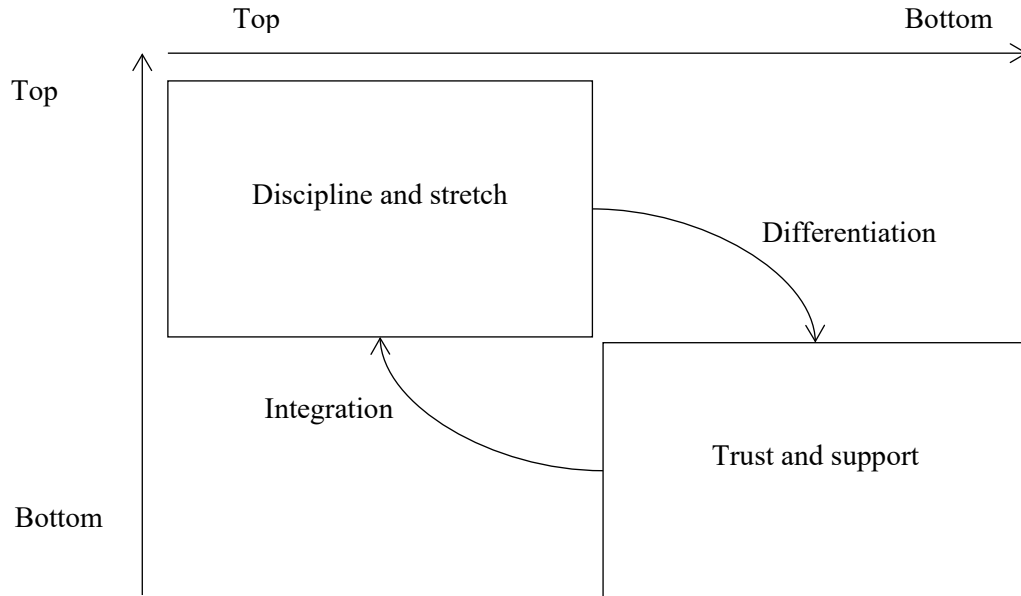 Top
Bottom
Top
Discipline and stretch
Differentiation
Integration
Trust and support
Bottom